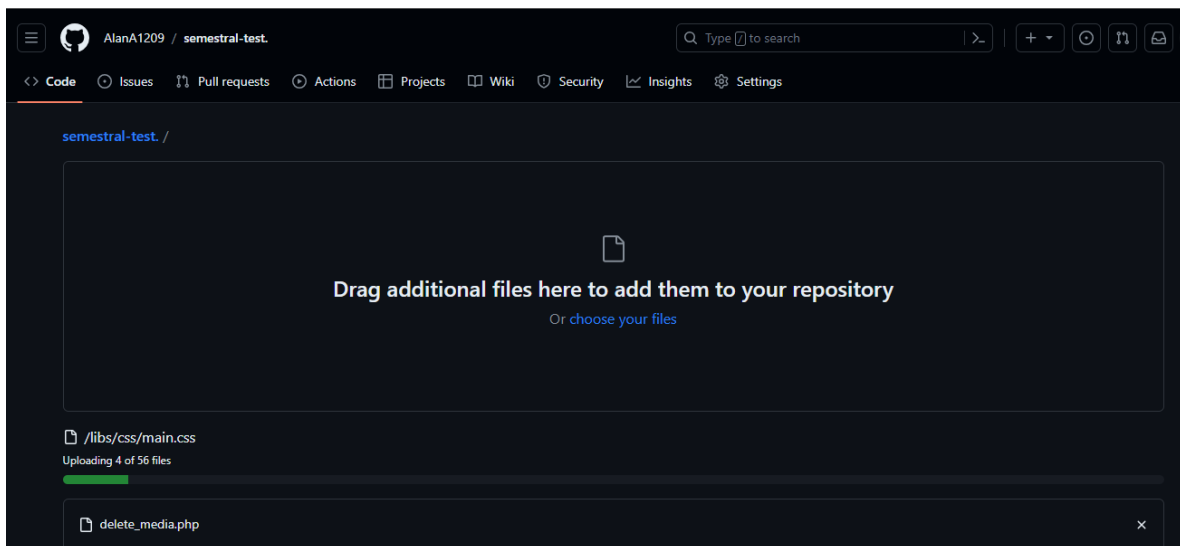 AlanA1209 / semestral-test.
Type / to search
Code Issues Pull requests Actions Projects Wiki Security Insights Settings
semestral-test. /
Drag additional files here to add them to your repository
Or choose your files
/libs/css/main.css
Uploading 4 of 56 files
delete_media.php